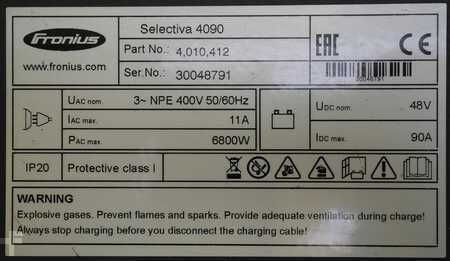 Fronius
www.fronius.com
Selectiva 4090
Part No.: 4,010,412
Ser.No.: 30048791
EAC CE
30048791
UAC nom. 3~ NPE 400V 50/60Hz
IAC max. 11A
PAC max. 6800W
UDC nom. 48V
IDC max. 90A
IP20 Protective class I
WARNING
Explosive gases. Prevent flames and sparks. Provide adequate ventilation during charge!
Always stop charging before you disconnect the charging cable!